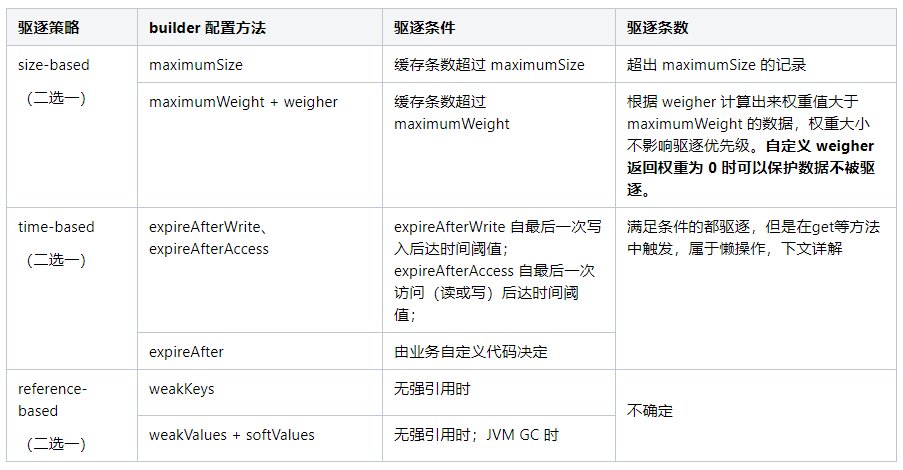 驱逐策略
builder 配置方法
驱逐条件
驱逐条数
size-based
（二选一）
maximumSize
缓存条数超过 maximumSize
超出 maximumSize 的记录
maximumWeight + weigher
缓存条数超过
maximumWeight
根据 weigher 计算出来权重值大于
maximumWeight 的数据，权重大小
不影响驱逐优先级。自定义 weigher
返回权重为 0 时可以保护数据不被驱
逐。
time-based
（二选一）
expireAfterWrite、
expireAfterAccess
expireAfterWrite 自最后一次写
入后达时间阈值；
expireAfterAccess 自最后一次
访问（读或写）后达时间阈
值；
满足条件的都驱逐，但是在get等方法
中触发，属于懒操作，下文详解
expireAfter
由业务自定义代码决定
reference-
based
（二选一）
weakKeys
无强引用时
不确定
weakValues + softValues
无强引用时；JVM GC 时